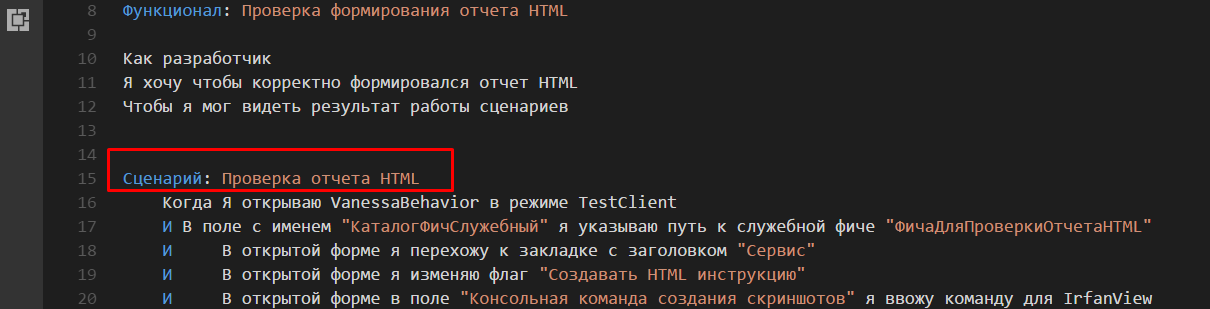 8 Функционал: Проверка формирования отчета HTML
9
10 Как разработчик
11 Я хочу чтобы корректно формировался отчет HTML
12 Чтобы я мог видеть результат работы сценариев
13
14
15 Сценарий: Проверка отчета HTML
16 Когда Я открываю VanessaBehavior в режиме TestClient
17 И В поле с именем "КаталогФичСлужебный" я указываю путь к служебной фиче "ФичаДляПроверкиОтчетаHTML"
18 И В открытой форме я перехожу к закладке с заголовком "Сервис"
19 И В открытой форме я изменяю флаг "Создавать HTML инструкцию"
20 И В открытой форме в поле "Консольная команда создания скриншотов" я ввожу команду для IrfanView